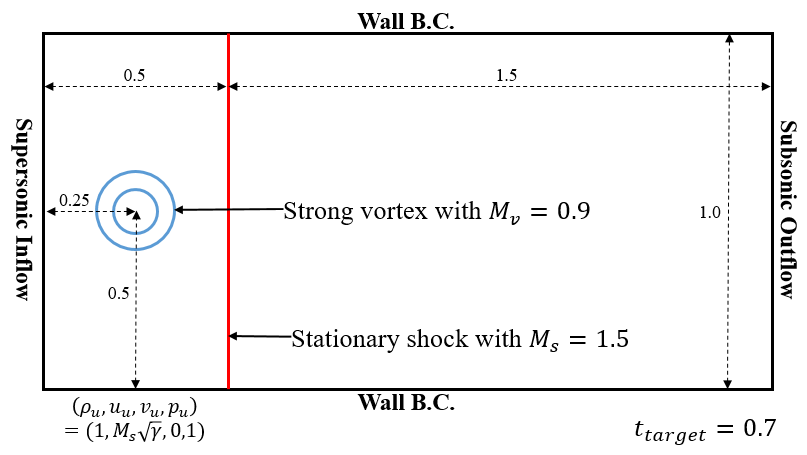 Wall B.C.
0.5
1.5
Supersonic Inflow
Subsonic Outflow
0.25
Strong vortex with $M_v = 0.9$
1.0
0.5
Stationary shock with $M_s = 1.5$
Wall B.C.
$(\rho_u, u_u, v_u, p_u)$
$= (1, M_s\sqrt{\gamma}, 0, 1)$
$t_{target} = 0.7$